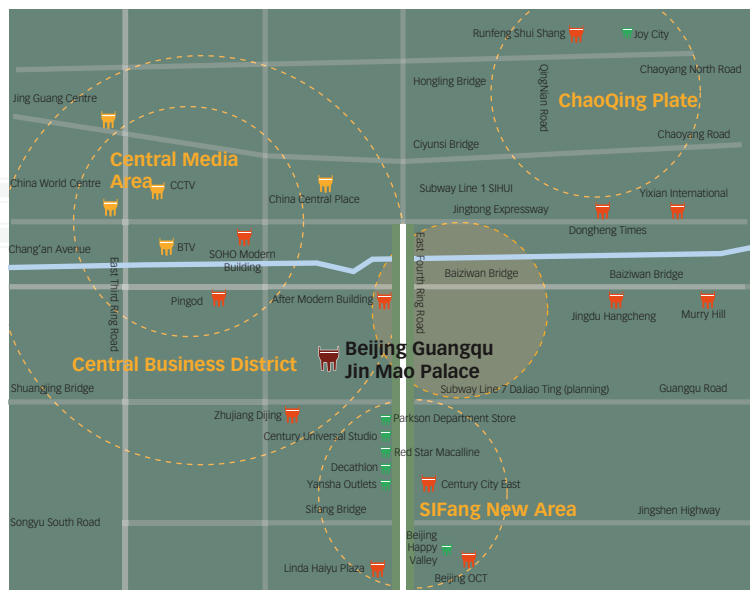 Runfeng Shui Shang
Joy City
Hongling Bridge
QingNian Road
Chaoyang North Road
Jing Guang Centre
ChaoQing Plate
Ciyunsi Bridge
Chaoyang Road
Central Media
Area
China World Centre
CCTV
China Central Place
Subway Line 1 SIHUI
Yixian International
Jingtong Expressway
Dongheng Times
Chang'an Avenue
BTV
SOHO Modern
Building
East Third Ring Road
East Fourth Ring Road
Baiziwan Bridge
Baiziwan Bridge
Pingod
After Modern Building
Jingdu Hangcheng
Murry Hill
Beijing Guangqu
Jin Mao Palace
Central Business District
Shuangjing Bridge
Subway Line 7 DaJiao Ting (planning)
Guangqu Road
Zhujiang Dijing
Parkson Department Store
Century Universal Studio
Red Star Macalline
Decathlon
Yansha Outlets
Century City East
Sifang Bridge
SIFang New Area
Jingshen Highway
Songyu South Road
Beijing
Happy
Valley
Linda Haiyu Plaza
Beijing OCT